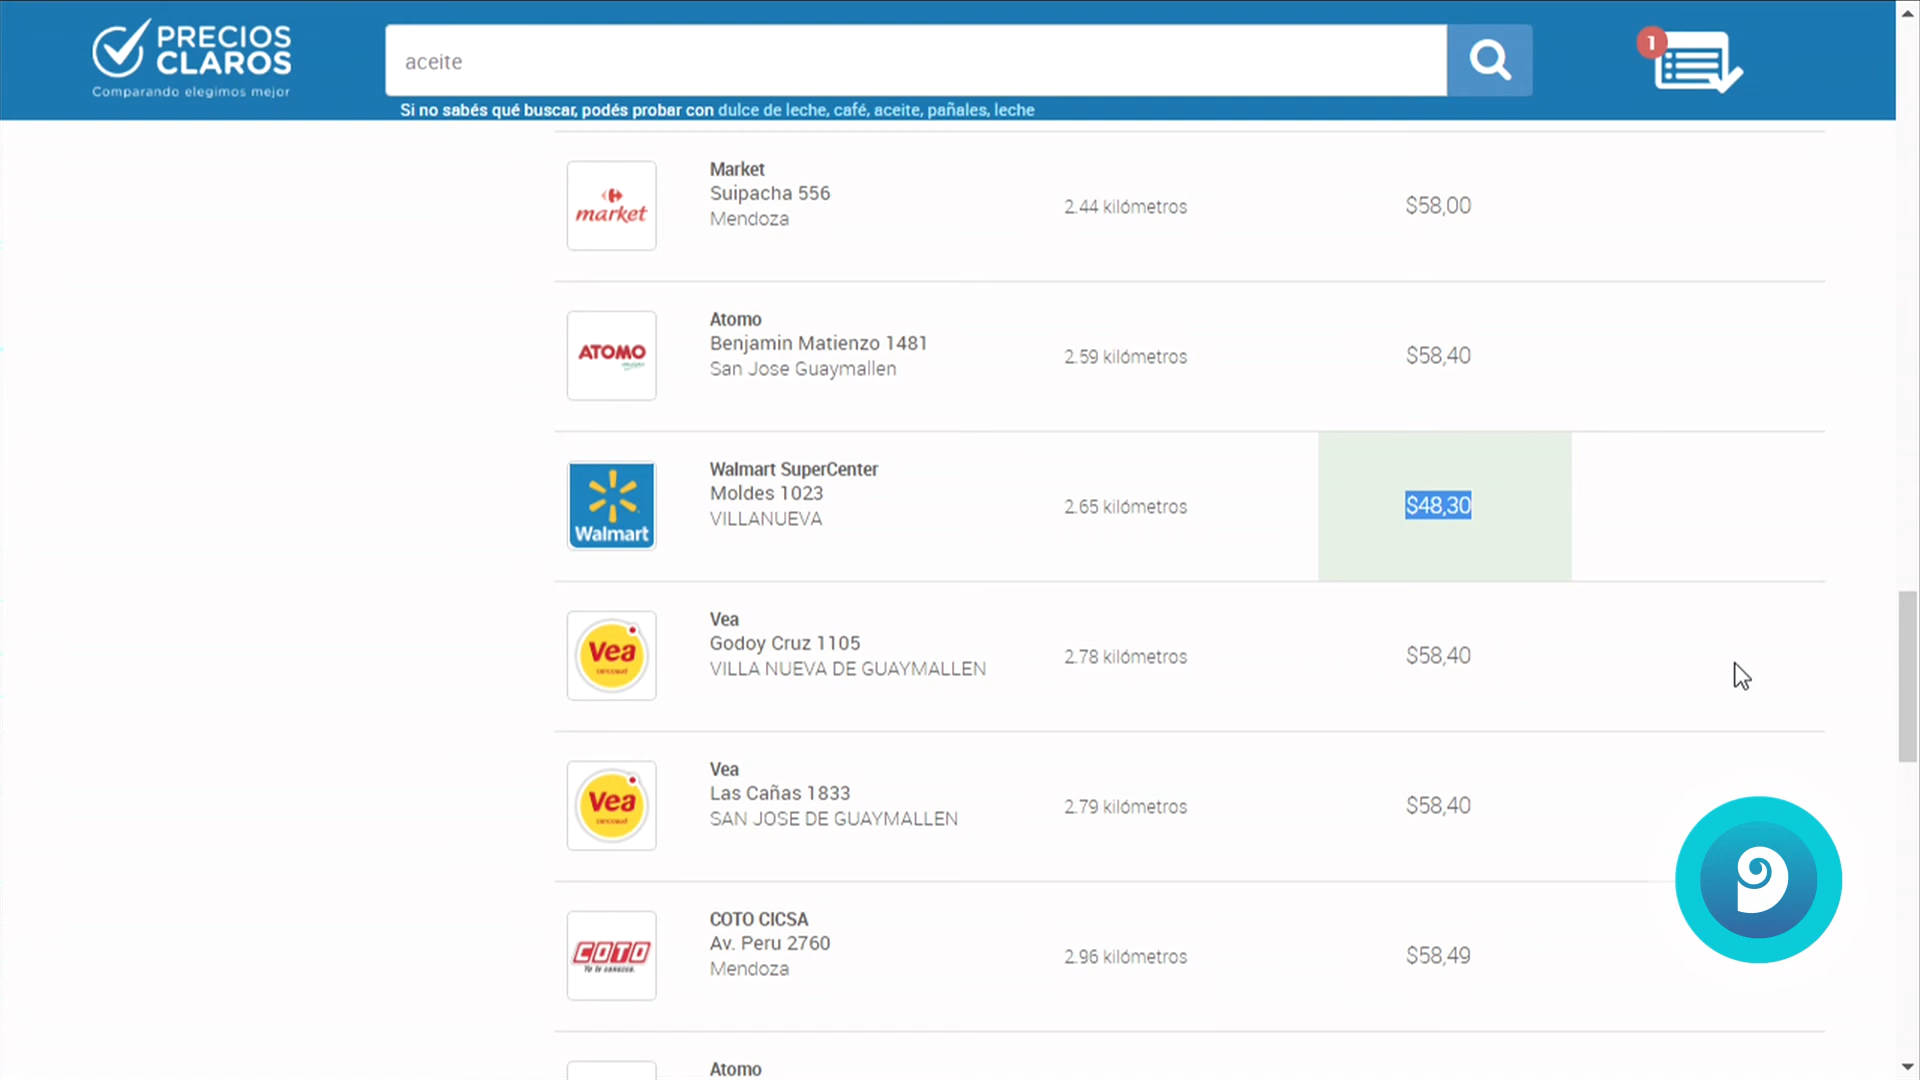 PRECIOS
CLAROS
Comparando elegimos mejor
aceite
1
Si no sabés qué buscar, podés probar con dulce de leche, café, aceite, pañales, leche
market
Market
Suipacha 556
Mendoza
2.44 kilómetros
$58,00
ATOMO
Atomo
Benjamin Matienzo 1481
San Jose Guaymallen
2.59 kilómetros
$58,40
Walmart
Walmart SuperCenter
Moldes 1023
VILLANUEVA
2.65 kilómetros
$48,30
Vea
cencosud
Vea
Godoy Cruz 1105
VILLA NUEVA DE GUAYMALLEN
2.78 kilómetros
$58,40
Vea
cencosud
Vea
Las Cañas 1833
SAN JOSE DE GUAYMALLEN
2.79 kilómetros
$58,40
COTO
Yo te conozco.
COTO CICSA
Av. Peru 2760
Mendoza
2.96 kilómetros
$58,49
Atomo